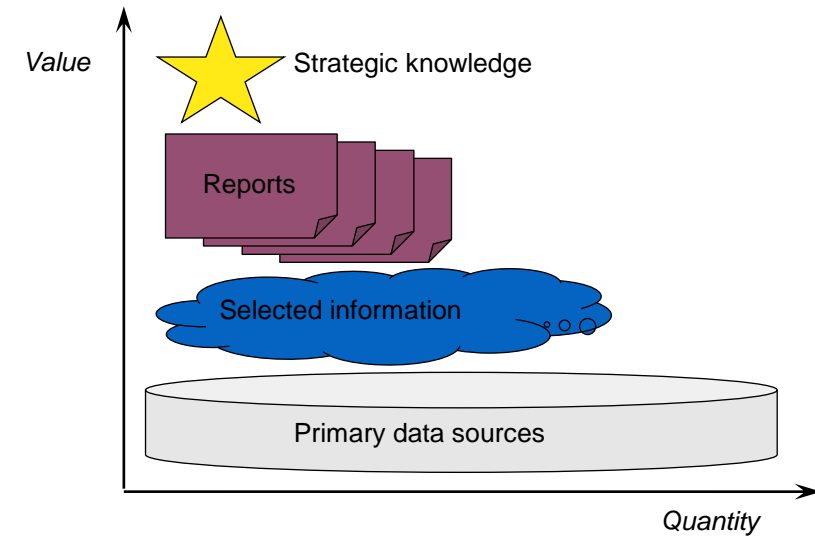 Value
Strategic knowledge
Reports
Selected information
Primary data sources
Quantity